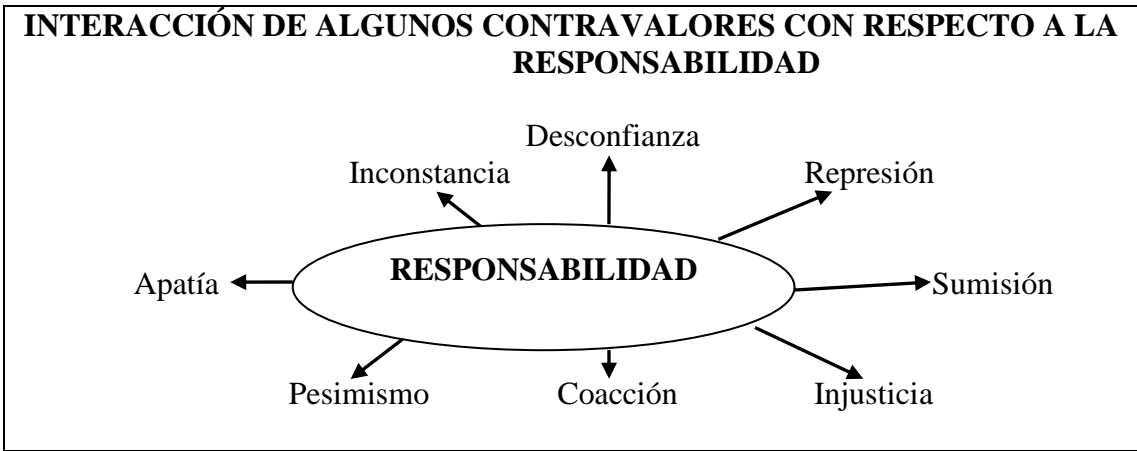 INTERACCIÓN DE ALGUNOS CONTRAVALORES CON RESPECTO A LA
RESPONSABILIDAD
Desconfianza
Inconstancia
Represión
RESPONSABILIDAD
Apatía
Sumisión
Pesimismo
Coacción
Injusticia